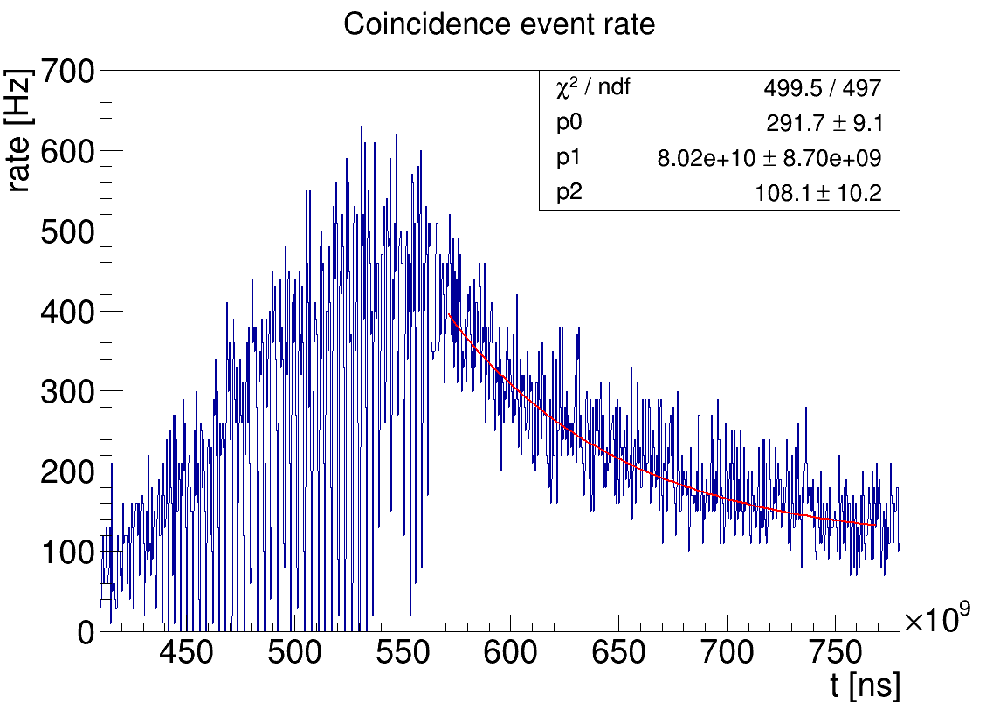 Coincidence event rate
rate [Hz]
700
600
500
400
300
200
100
0
χ² / ndf 499.5 / 497
p0 291.7 ± 9.1
p1 8.02e+10 ± 8.70e+09
p2 108.1 ± 10.2
450 500 550 600 650 700 750
×10⁹
t [ns]